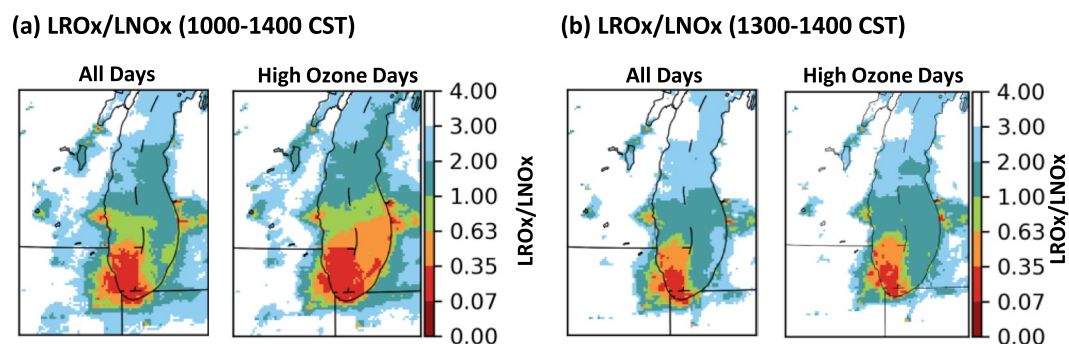 (a) LROx/LNOx (1000-1400 CST)
All Days
High Ozone Days
4.00
3.00
2.00
1.00
0.63
0.35
0.07
0.00
LROx/LNOx
(b) LROx/LNOx (1300-1400 CST)
All Days
High Ozone Days
4.00
3.00
2.00
1.00
0.63
0.35
0.07
0.00
LROx/LNOx